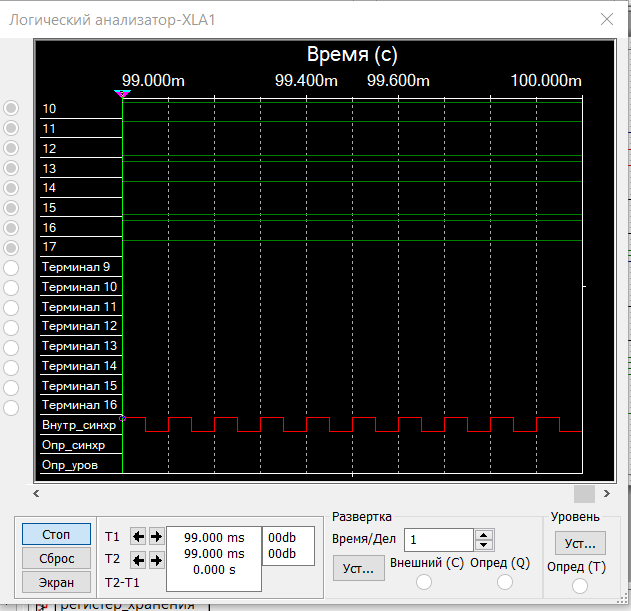 Логический анализатор-XLA1
Время (с)
99.000m 99.400m 99.600m 100.000m
10
11
12
13
14
15
16
17
Терминал 9
Терминал 10
Терминал 11
Терминал 12
Терминал 13
Терминал 14
Терминал 15
Терминал 16
Внутр_синхр
Опр_синхр
Опр_уров
Стоп
Сброс
Экран
T1
T2
T2-T1
99.000 ms
99.000 ms
0.000 s
00db
00db
Развертка
Время/Дел 1
Уст...
Внешний (C) Опред (Q)
Уровень
Уст...
Опред (T)
регистр_хранения